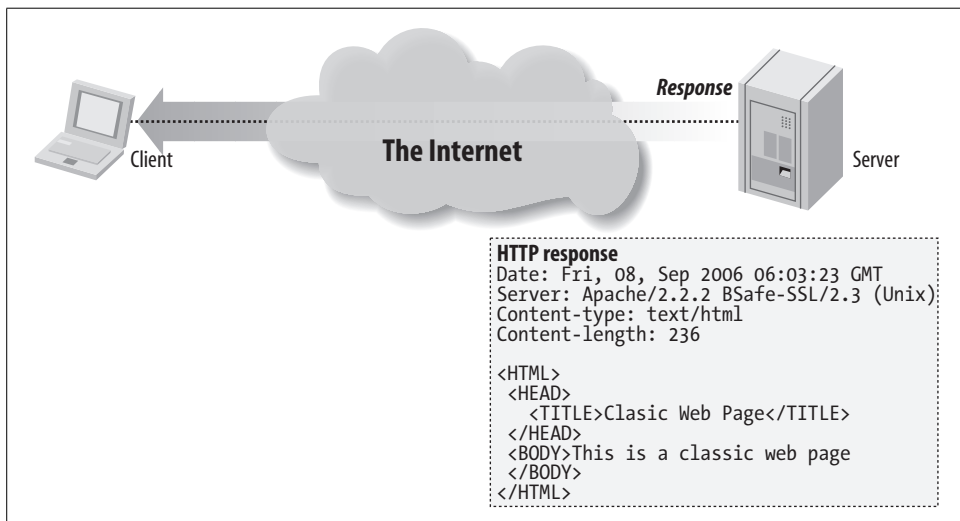 Response
Client
The Internet
Server
HTTP response
Date: Fri, 08, Sep 2006 06:03:23 GMT
Server: Apache/2.2.2 BSafe-SSL/2.3 (Unix)
Content-type: text/html
Content-length: 236
<HTML>
<HEAD>
<TITLE>Clasic Web Page</TITLE>
</HEAD>
<BODY>This is a classic web page
</BODY>
</HTML>